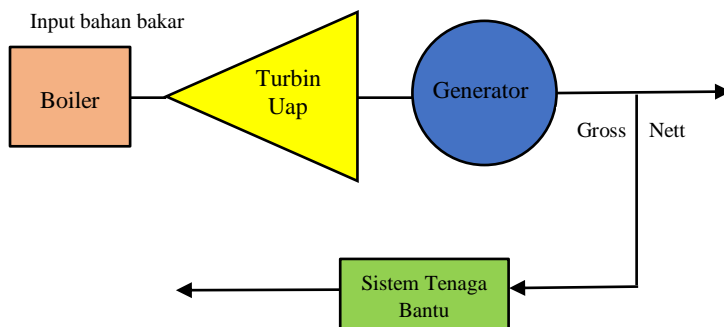 Input bahan bakar
Boiler
Turbin
Uap
Generator
Gross
Nett
Sistem Tenaga
Bantu